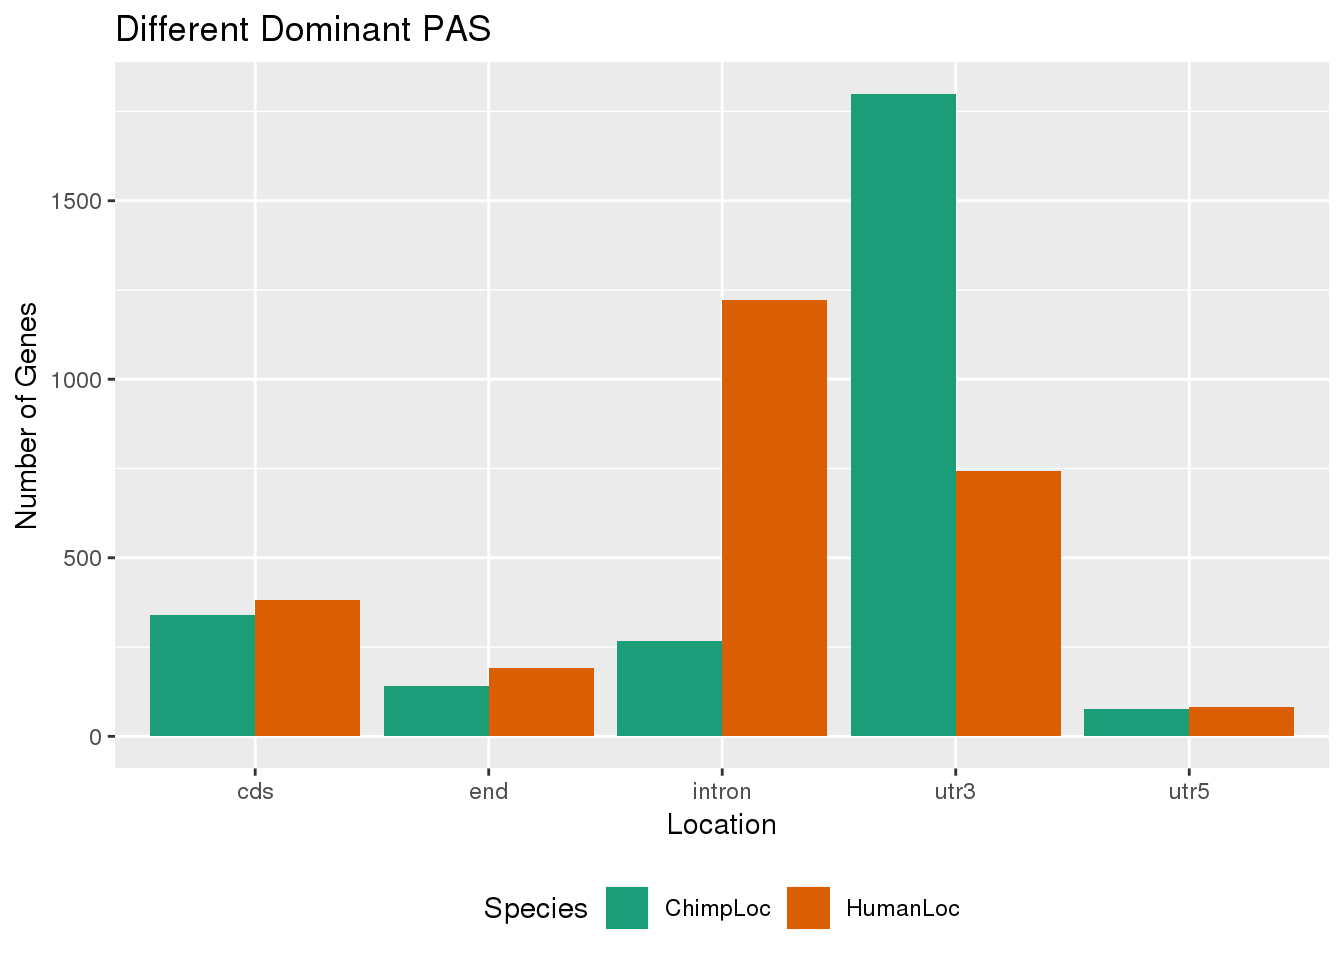 Different Dominant PAS
Number of Genes
1500
1000
500
0
cds end intron utr3 utr5
Location
Species ChimpLoc HumanLoc